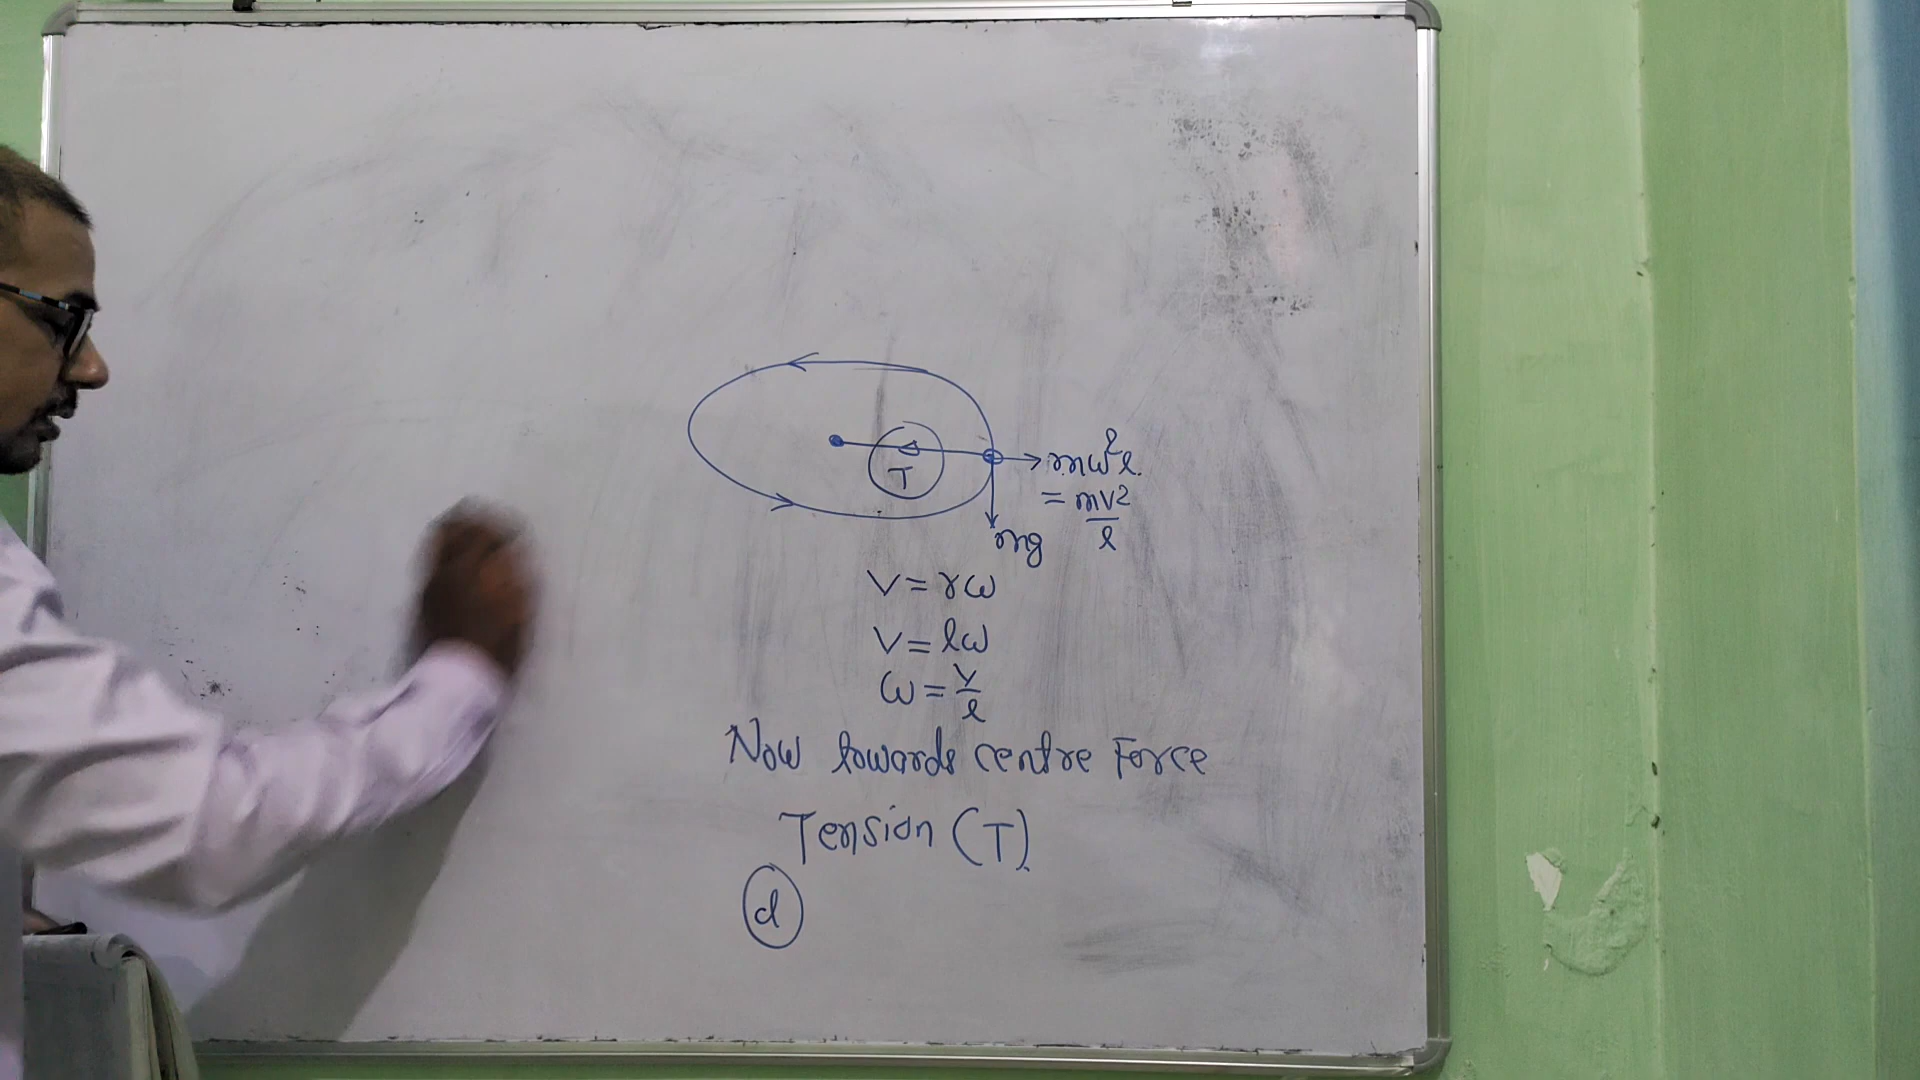 T
mω²l.
= mv²/l
mg
V = rω
V = lω
ω = v/l
Now towards centre Force
Tension (T).
d